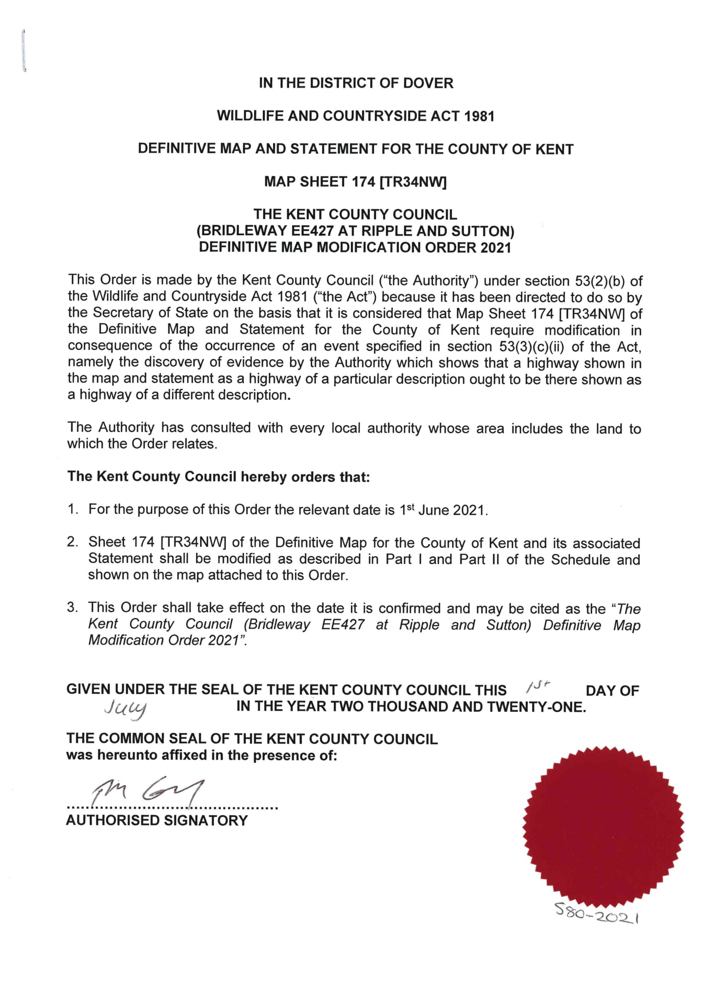 IN THE DISTRICT OF DOVER
WILDLIFE AND COUNTRYSIDE ACT 1981
DEFINITIVE MAP AND STATEMENT FOR THE COUNTY OF KENT
MAP SHEET 174 [TR34NW]
THE KENT COUNTY COUNCIL
(BRIDLEWAY EE427 AT RIPPLE AND SUTTON)
DEFINITIVE MAP MODIFICATION ORDER 2021
This Order is made by the Kent County Council (“the Authority”) under section 53(2)(b) of
the Wildlife and Countryside Act 1981 (“the Act”) because it has been directed to do so by
the Secretary of State on the basis that it is considered that Map Sheet 174 [TR34NW] of
the Definitive Map and Statement for the County of Kent require modification in
consequence of the occurrence of an event specified in section 53(3)(c)(ii) of the Act,
namely the discovery of evidence by the Authority which shows that a highway shown in
the map and statement as a highway of a particular description ought to be there shown as
a highway of a different description.
The Authority has consulted with every local authority whose area includes the land to
which the Order relates.
The Kent County Council hereby orders that:
1. For the purpose of this Order the relevant date is 1st June 2021.
2. Sheet 174 [TR34NW] of the Definitive Map for the County of Kent and its associated
Statement shall be modified as described in Part I and Part II of the Schedule and
shown on the map attached to this Order.
3. This Order shall take effect on the date it is confirmed and may be cited as the “The
Kent County Council (Bridleway EE427 at Ripple and Sutton) Definitive Map
Modification Order 2021”.
GIVEN UNDER THE SEAL OF THE KENT COUNTY COUNCIL THIS 1st DAY OF
July IN THE YEAR TWO THOUSAND AND TWENTY-ONE.
THE COMMON SEAL OF THE KENT COUNTY COUNCIL
was hereunto affixed in the presence of:
AUTHORISED SIGNATORY
580-2021